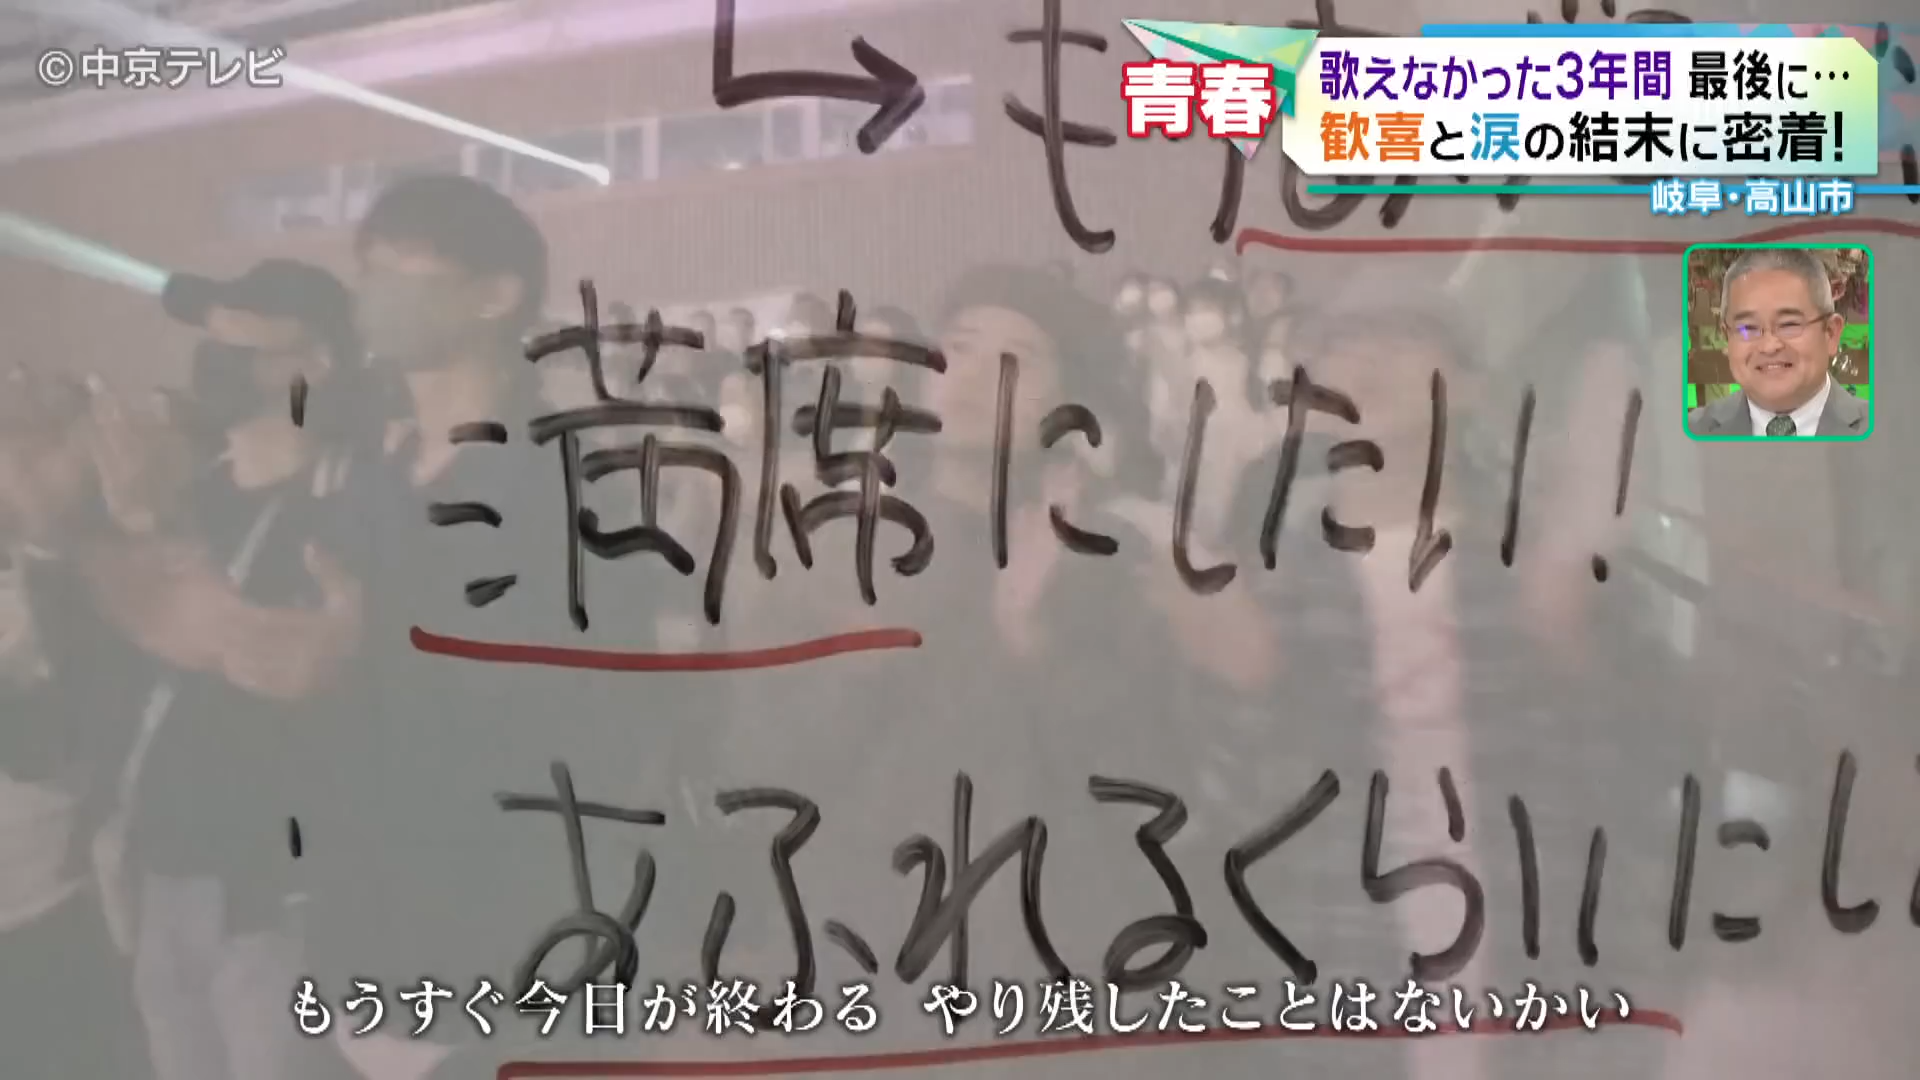 ©中京テレビ
青春
歌えなかった3年間 最後に…
歓喜と涙の結末に密着!
岐阜・高山市
満席にしたい!!
あふれるくらいにし
もうすぐ今日が終わる やり残したことはないかい